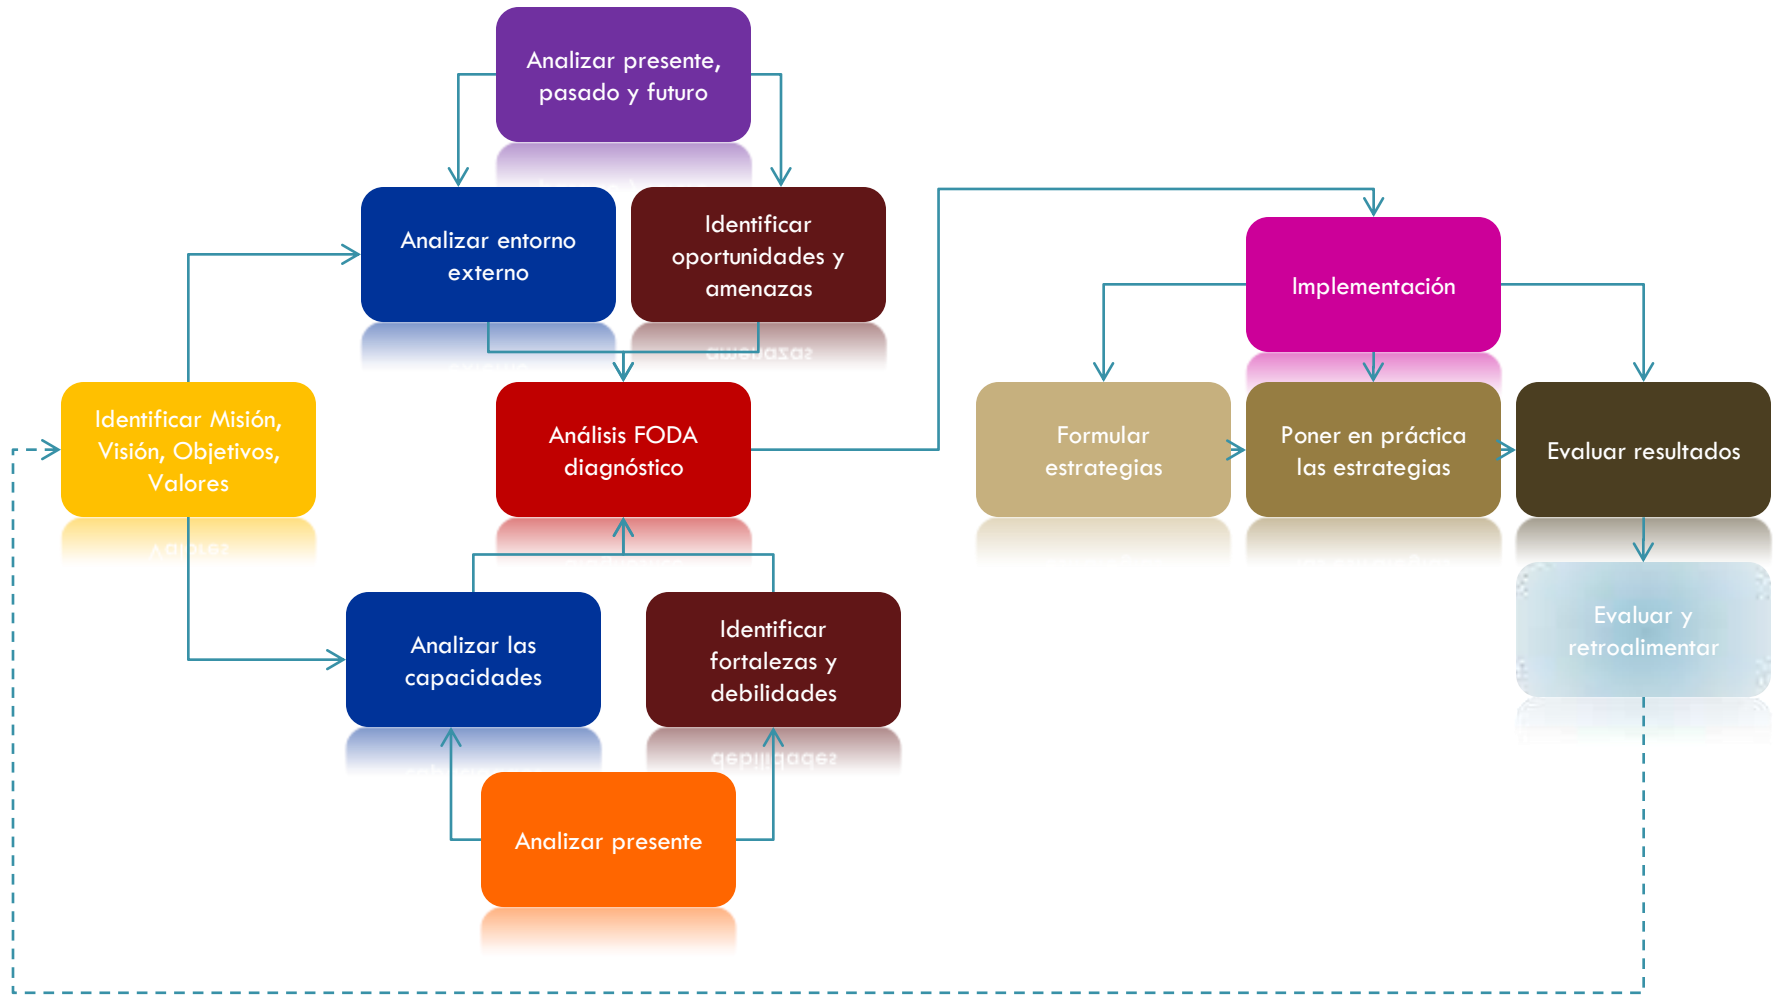 Analizar presente,
pasado y futuro
Analizar entorno
externo
Identificar
oportunidades y
amenazas
Implementación
Identificar Misión,
Visión, Objetivos,
Valores
Análisis FODA
diagnóstico
Formular
estrategias
Poner en práctica
las estrategias
Evaluar resultados
Analizar las
capacidades
Identificar
fortalezas y
debilidades
Evaluar y
retroalimentar
Analizar presente